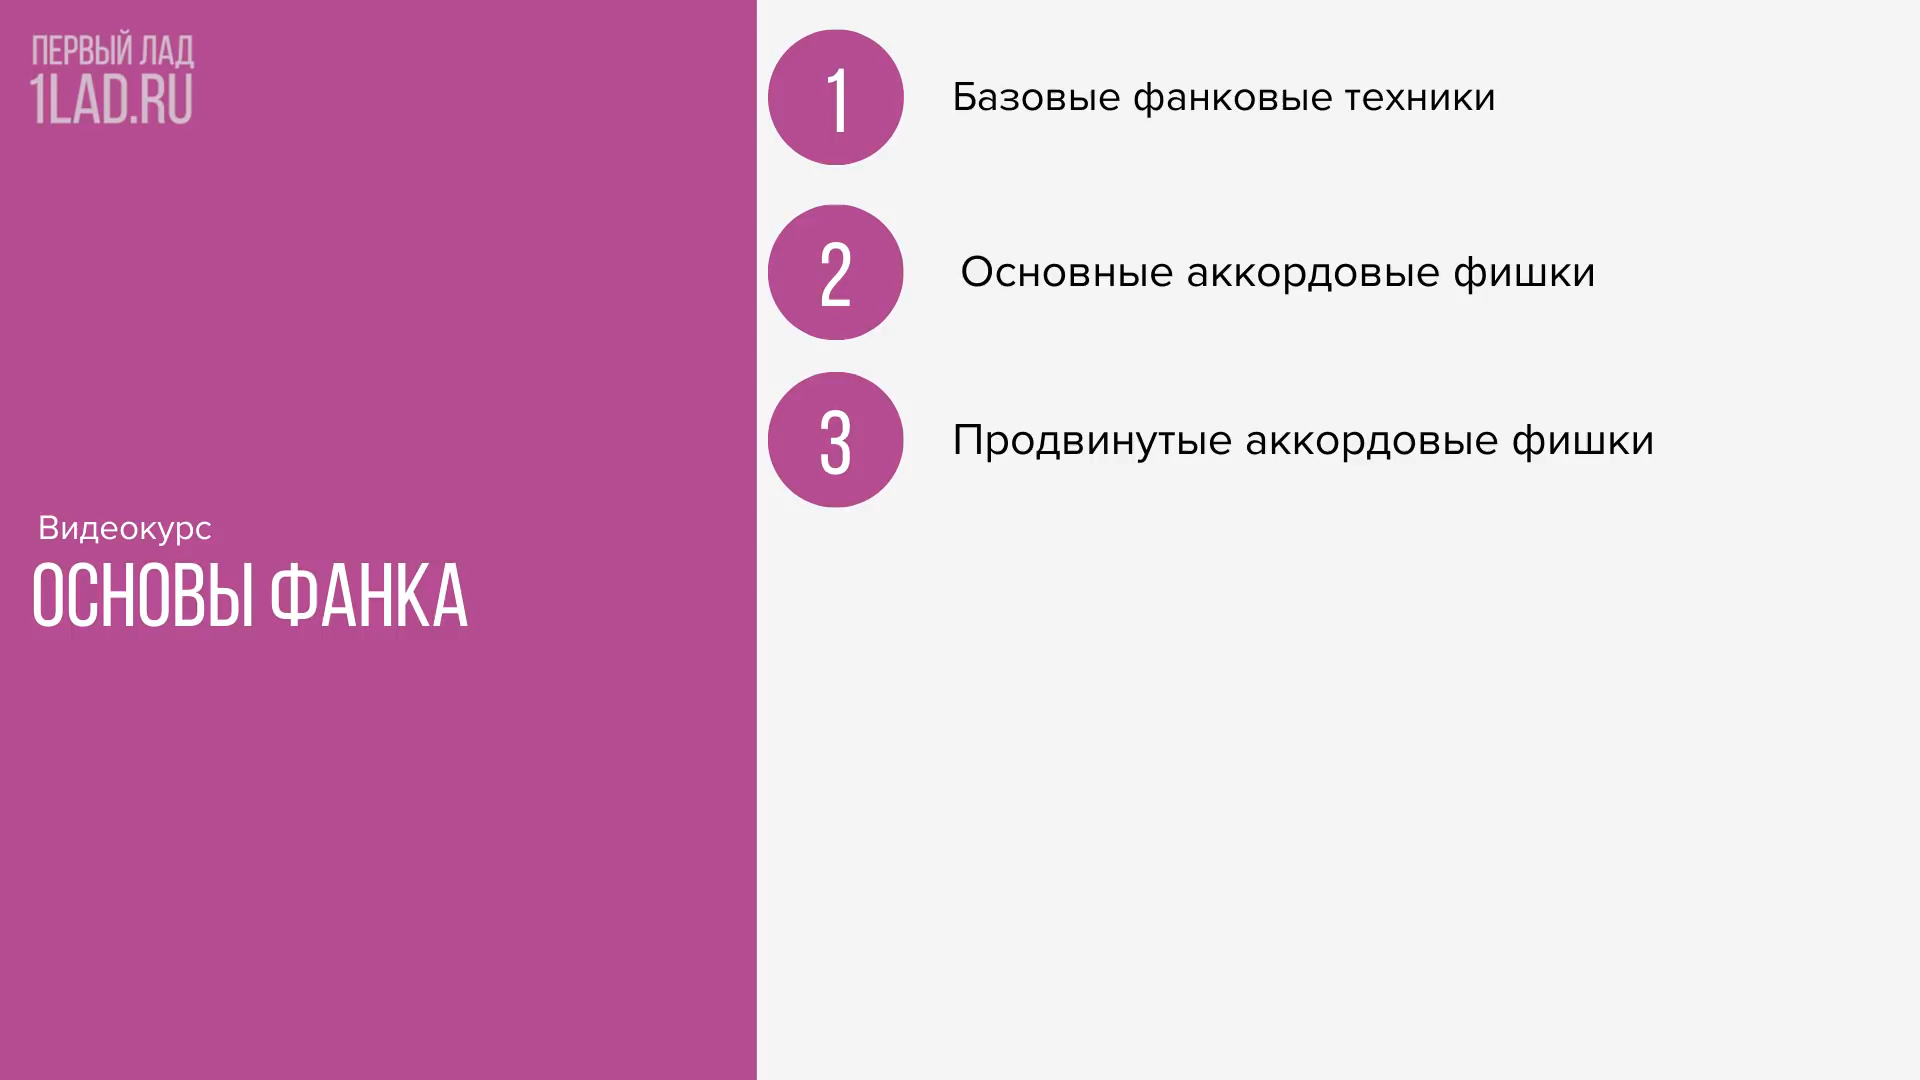 ПЕРВЫЙ ЛАД
1LAD.RU
Видеокурс
ОСНОВЫ ФАНКА
1
Базовые фанковые техники
2
Основные аккордовые фишки
3
Продвинутые аккордовые фишки